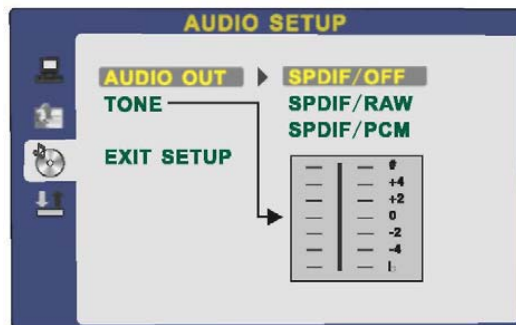 AUDIO SETUP
AUDIO OUT SPDIF/OFF
TONE SPDIF/RAW
SPDIF/PCM
EXIT SETUP
#
+4
+2
0
-2
-4
b